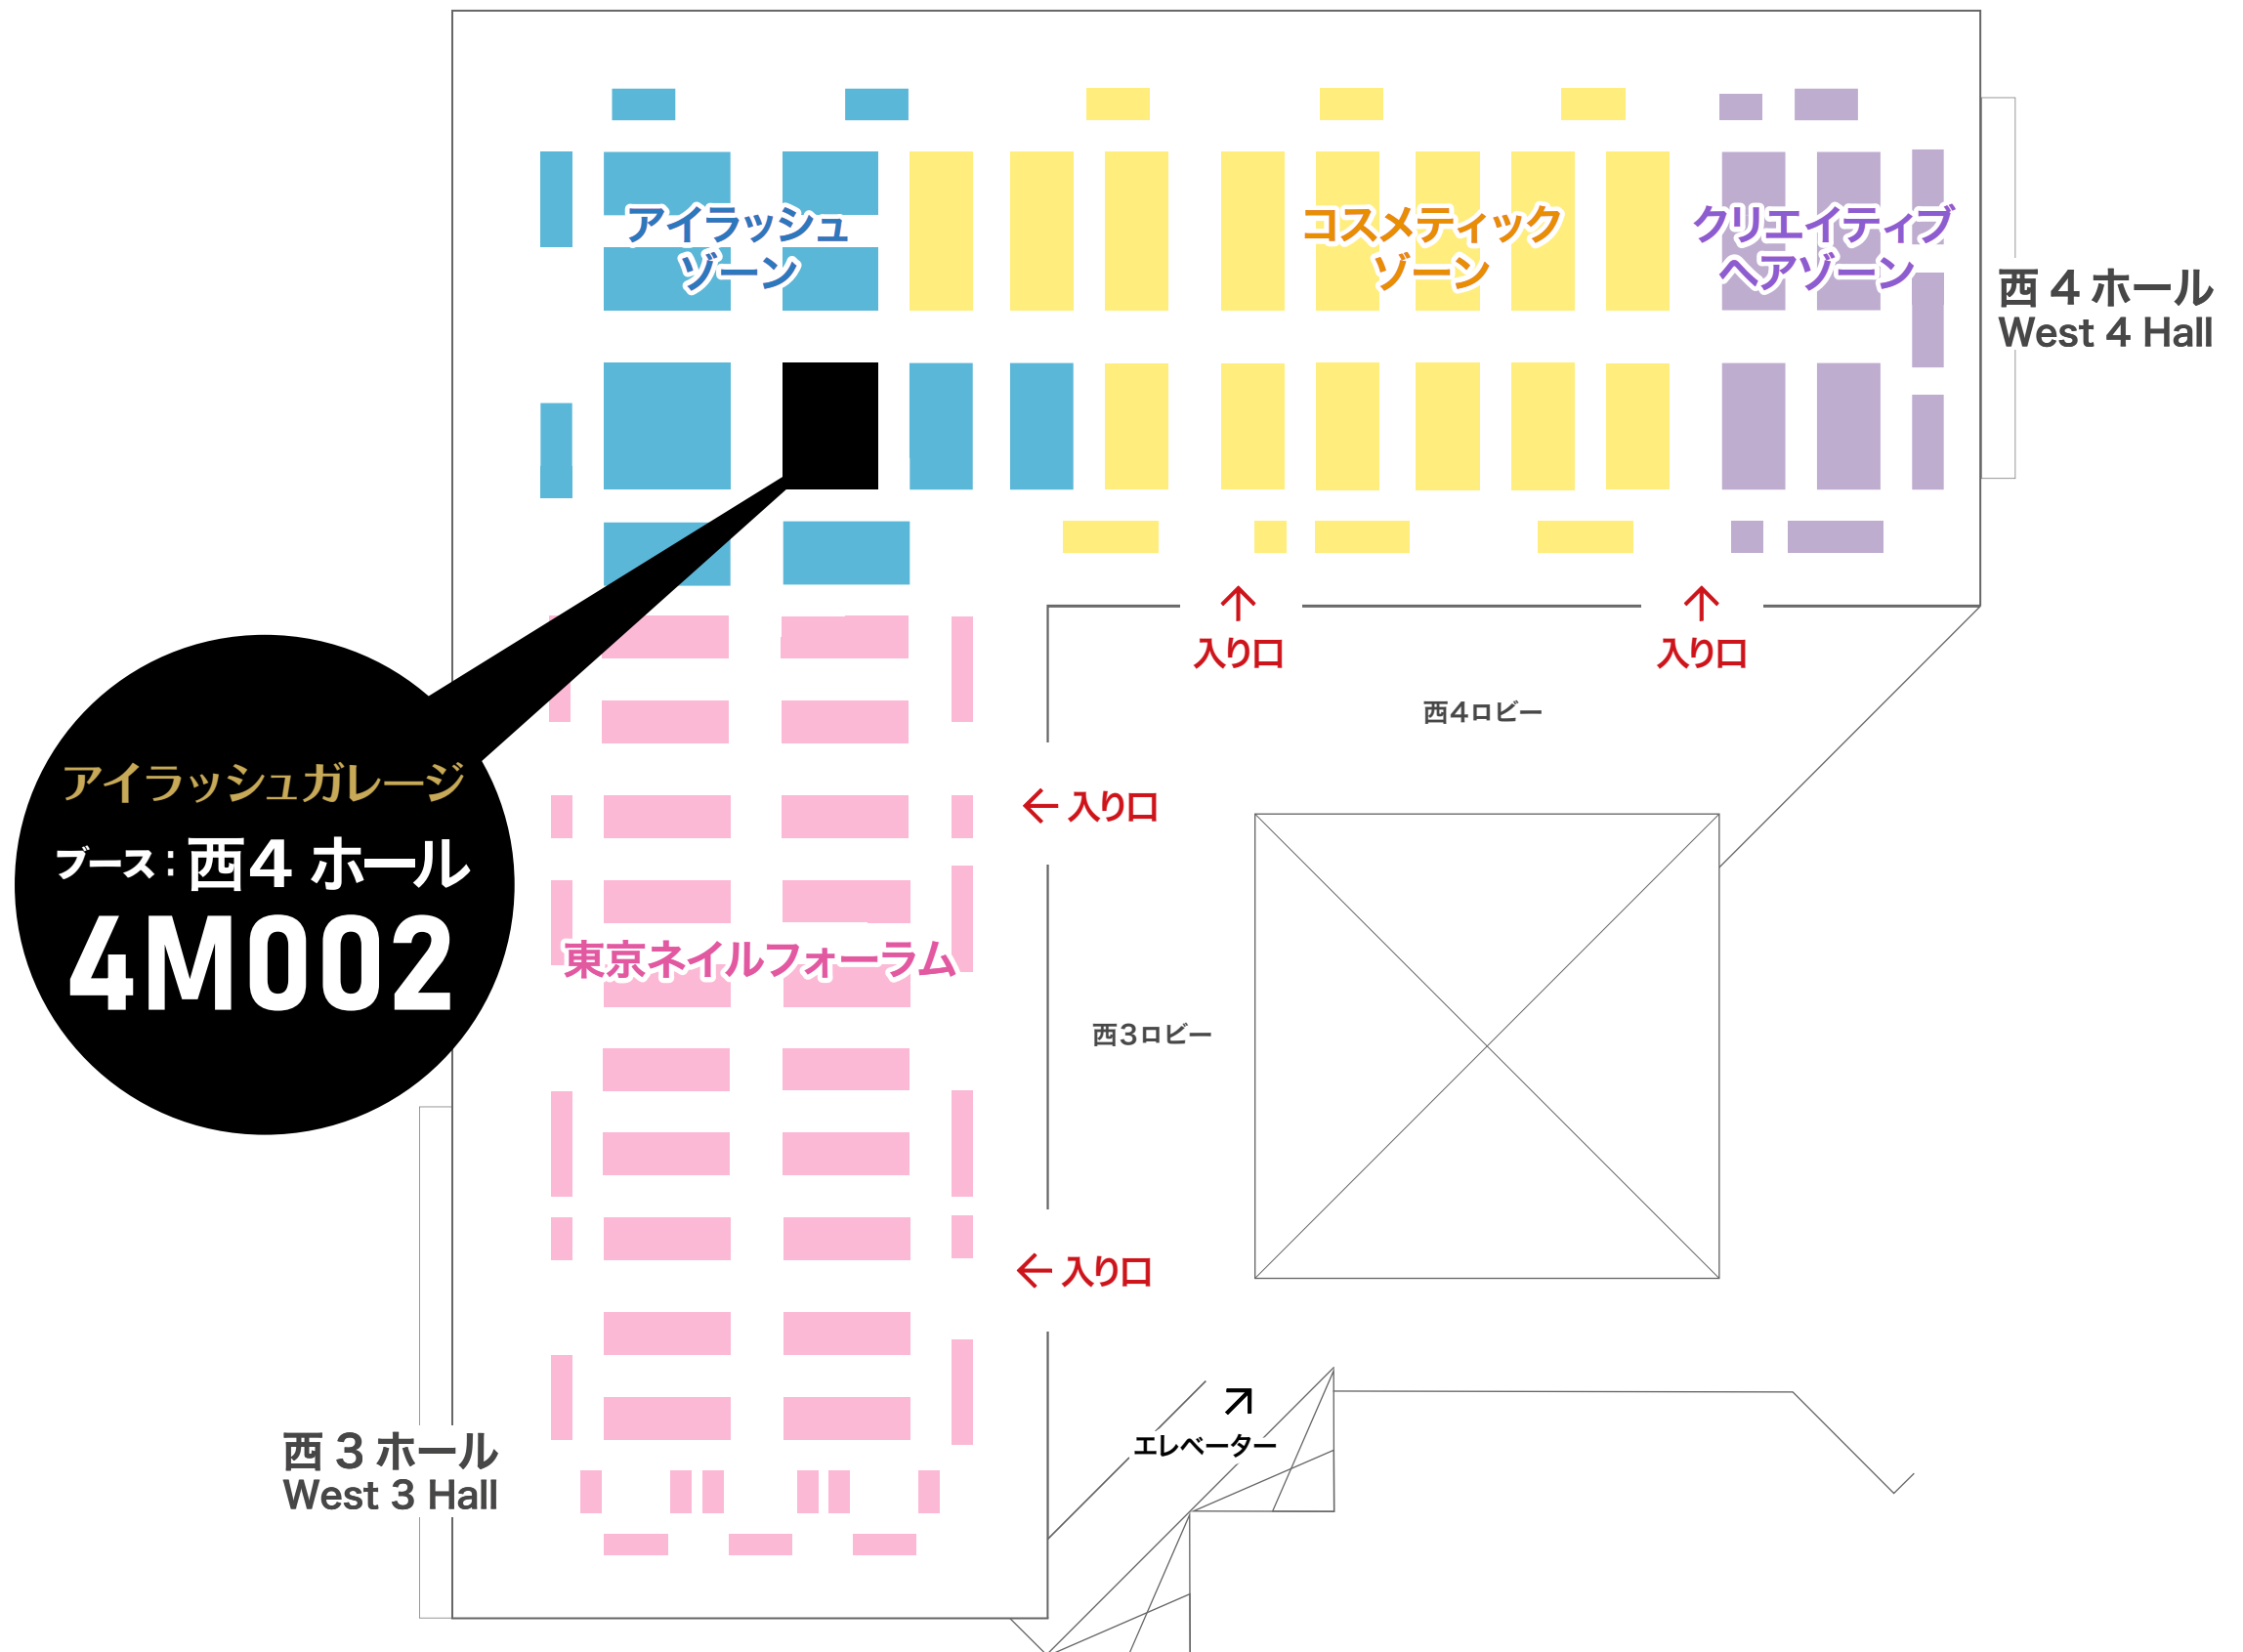 アイラッシュ
ゾーン
コスメティック
ゾーン
クリエイティブ
ヘアゾーン
西 4 ホール
West 4 Hall
入り口
入り口
西4ロビー
アイラッシュガレージ
ブース：西4 ホール
4M002
入り口
東京ネイルフォーラム
西3ロビー
入り口
エレベーター
西 3 ホール
West 3 Hall